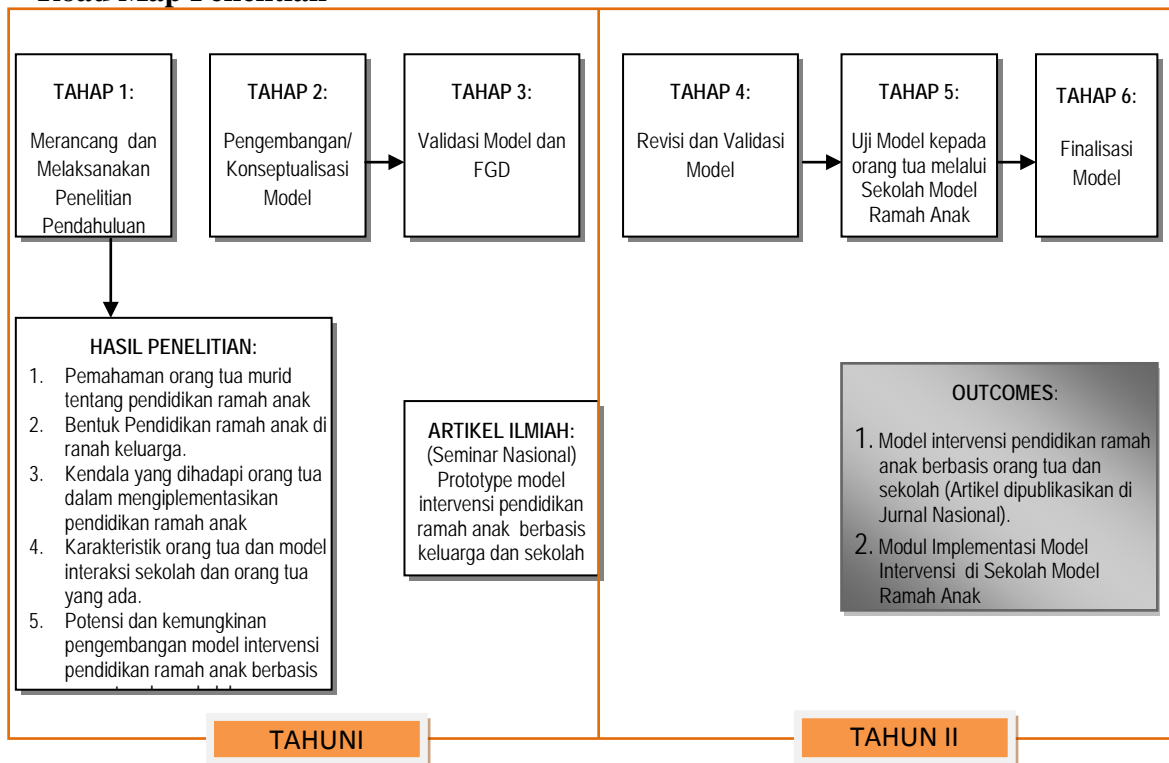 Road Map Penelitian
TAHAP 1:
Merancang dan
Melaksanakan
Penelitian
Pendahuluan
TAHAP 2:
Pengembangan/
Konseptualisasi
Model
TAHAP 3:
Validasi Model dan
FGD
TAHAP 4:
Revisi dan Validasi
Model
TAHAP 5:
Uji Model kepada
orang tua melalui
Sekolah Model
Ramah Anak
TAHAP 6:
Finalisasi
Model
HASIL PENELITIAN:
1. Pemahaman orang tua murid
tentang pendidikan ramah anak
2. Bentuk Pendidikan ramah anak di
ranah keluarga.
3. Kendala yang dihadapi orang tua
dalam mengiplementasikan
pendidikan ramah anak
4. Karakteristik orang tua dan model
interaksi sekolah dan orang tua
yang ada.
5. Potensi dan kemungkinan
pengembangan model intervensi
pendidikan ramah anak berbasis
ARTIKEL ILMIAH:
(Seminar Nasional)
Prototype model
intervensi pendidikan
ramah anak berbasis
keluarga dan sekolah
OUTCOMES:
1. Model intervensi pendidikan ramah
anak berbasis orang tua dan
sekolah (Artikel dipublikasikan di
Jurnal Nasional).
2. Modul Implementasi Model
Intervensi di Sekolah Model
Ramah Anak
TAHUNI
TAHUN II